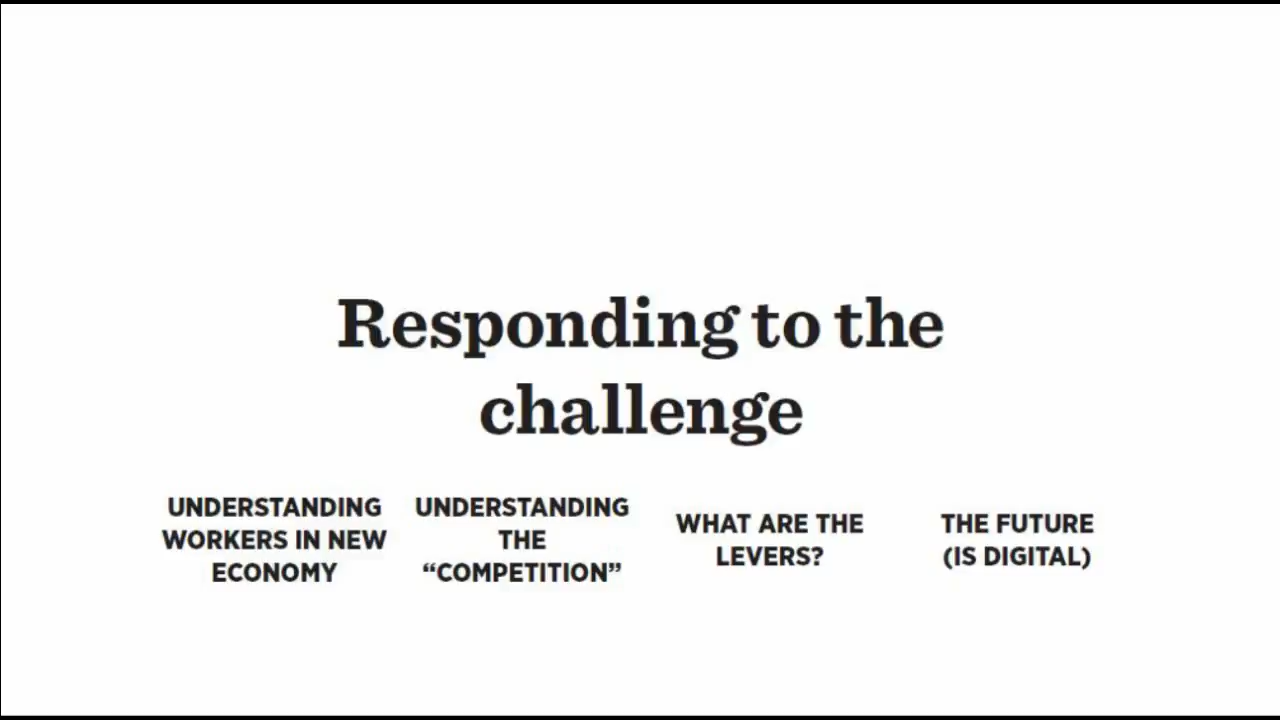 Responding to the
challenge
UNDERSTANDING
WORKERS IN NEW
ECONOMY
UNDERSTANDING
THE
“COMPETITION”
WHAT ARE THE
LEVERS?
THE FUTURE
(IS DIGITAL)